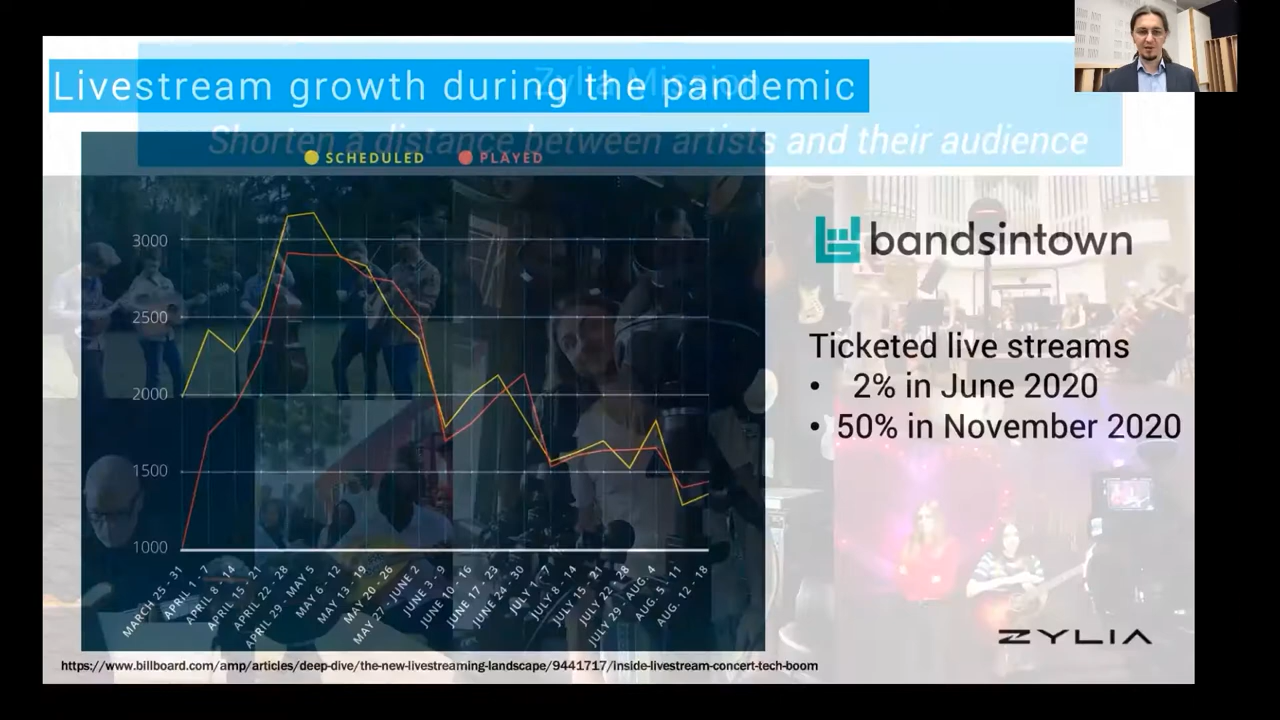 Zylia Mission
Livestream growth during the pandemic
Shorten a distance between artists and their audience
SCHEDULED PLAYED
3000
2500
2000
1500
1000
MARCH 25 - 31
APRIL 1 - 7
APRIL 8 - 14
APRIL 15 - 21
APRIL 22 - 28
APRIL 29 - MAY 5
MAY 6 - 12
MAY 13 - 19
MAY 20 - 26
MAY 27 - JUNE 2
JUNE 3 - 9
JUNE 10 - 16
JUNE 17 - 23
JUNE 24 - 30
JULY 1 - 7
JULY 8 - 14
JULY 15 - 21
JULY 22 - 28
JULY 29 - AUG. 4
AUG. 5 - 11
AUG. 12 - 18
bandsintown
Ticketed live streams
• 2% in June 2020
• 50% in November 2020
ZYLIA
https://www.billboard.com/amp/articles/deep-dive/the-new-livestreaming-landscape/9441717/inside-livestream-concert-tech-boom